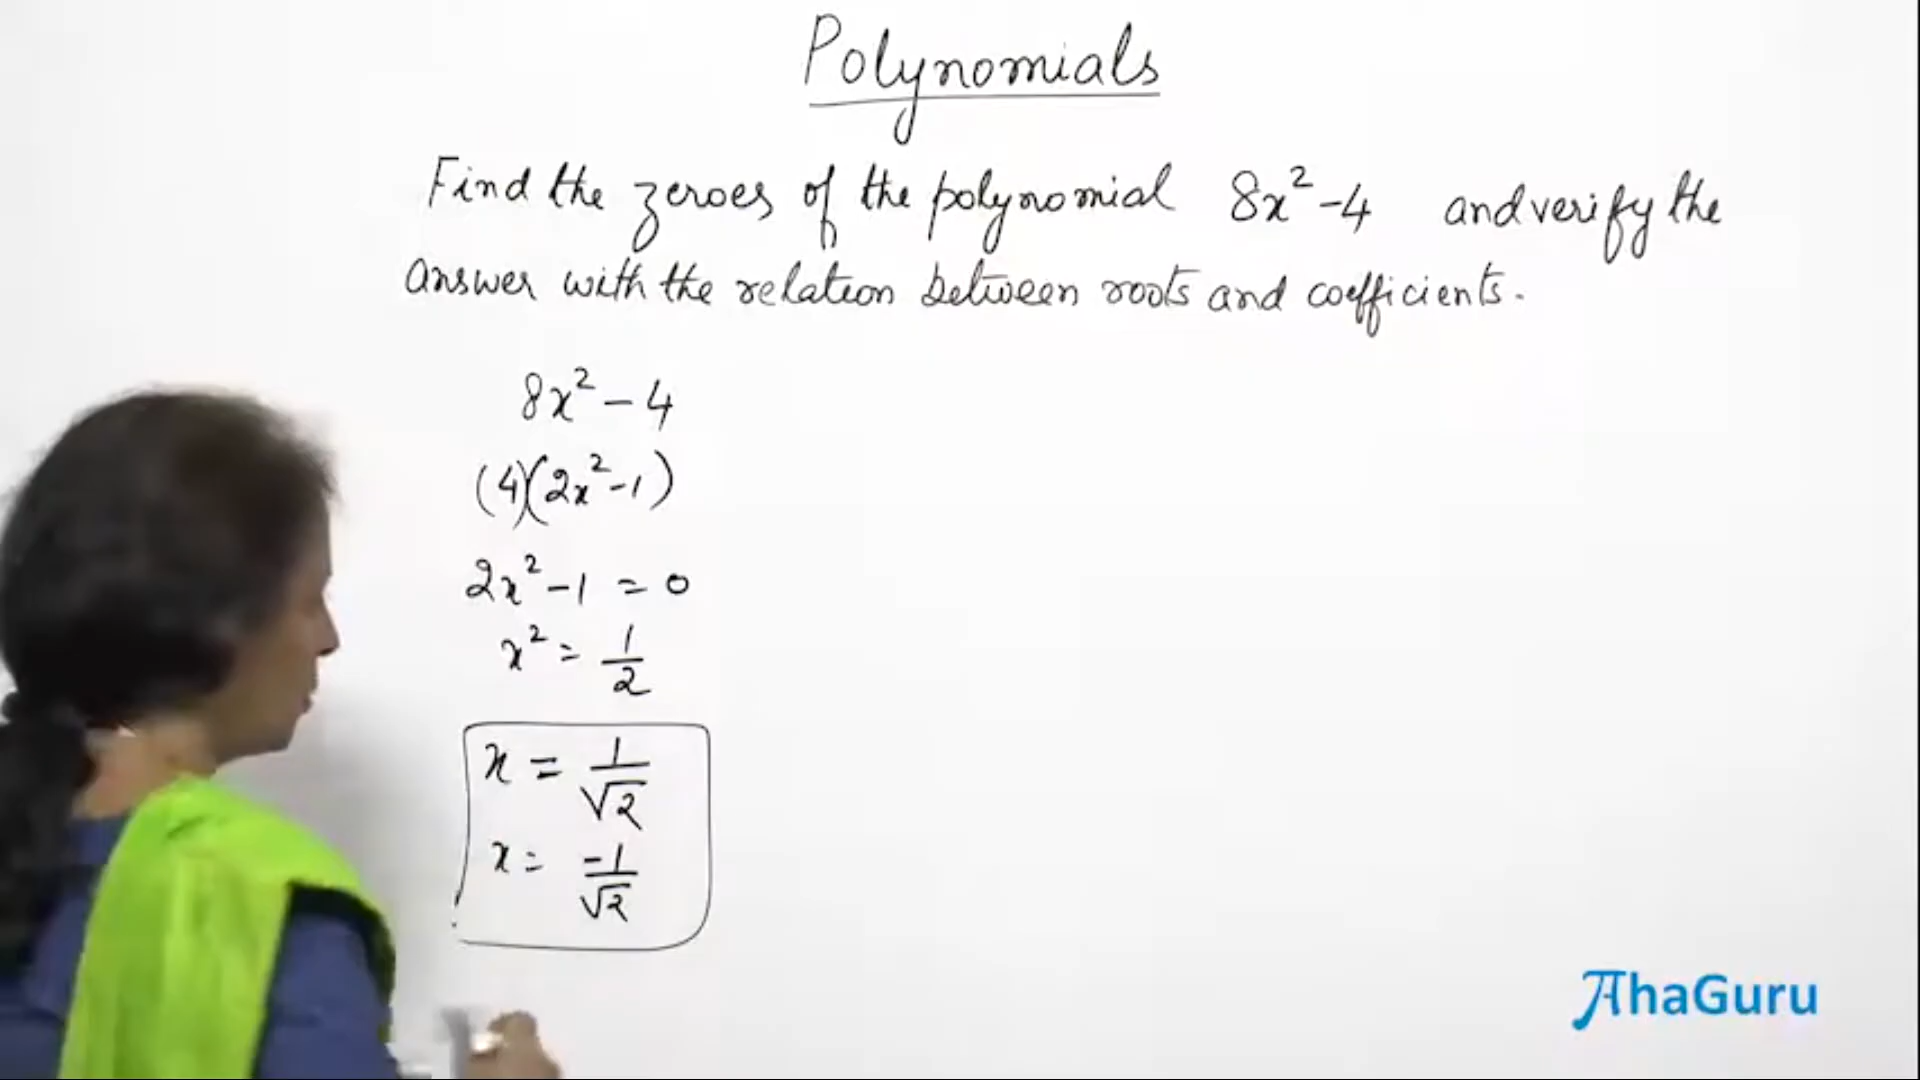 Polynomials
Find the zeroes of the polynomial 8x²-4 and verify the
answer with the relation between roots and coefficients.
8x² - 4
(4)(2x²-1)
2x²-1 = 0
x² = 1/2
x = 1/√2
x = -1/√2
AhaGuru